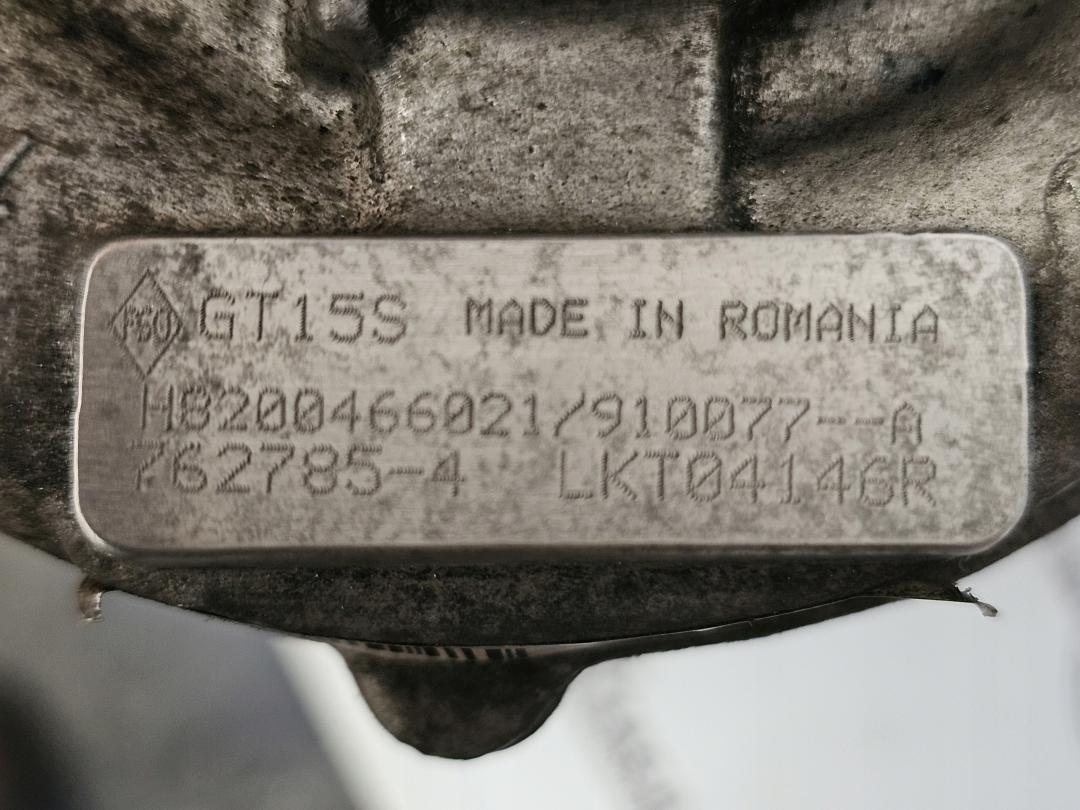 GT15S MADE IN ROMANIA
H8200466021/910077--A
762785-4 LKT04146R